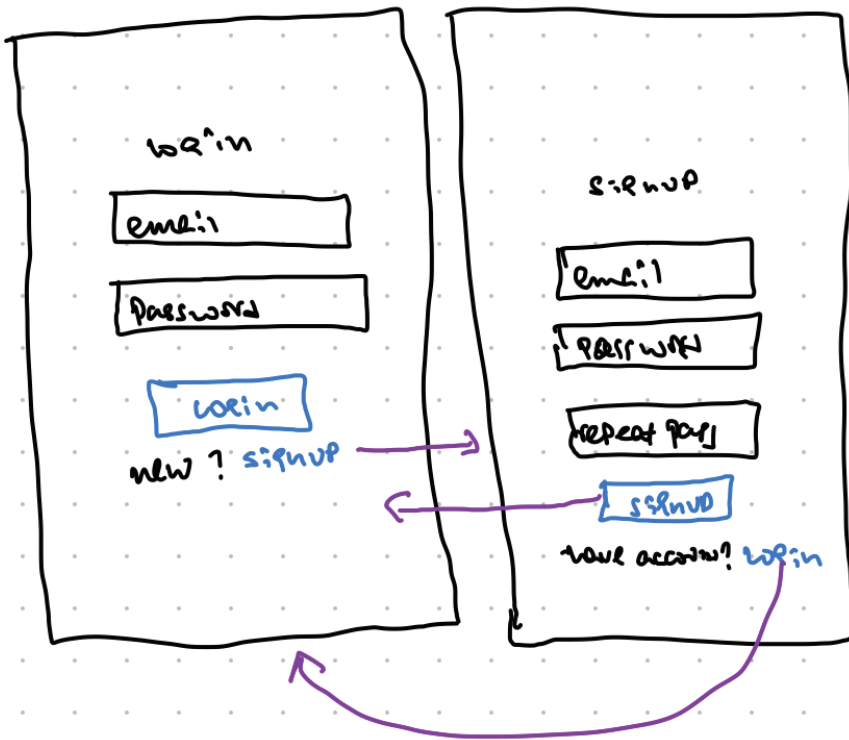 login
email
password
login
new ? signup
signup
email
password
repeat pass
signup
have account? login